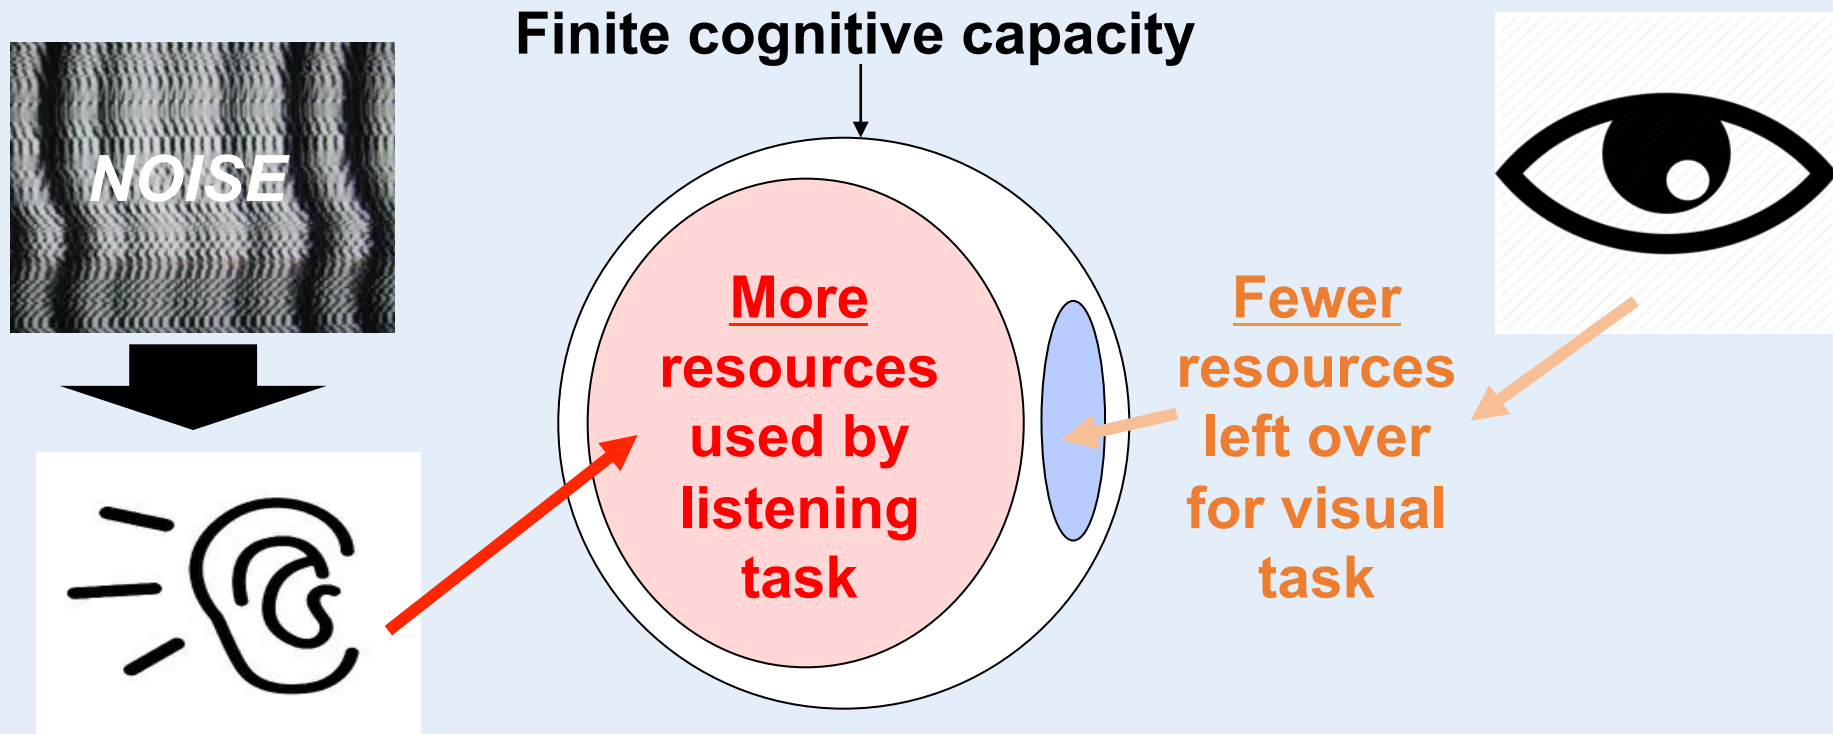 Finite cognitive capacity
NOISE
More
resources
used by
listening
task
Fewer
resources
left over
for visual
task